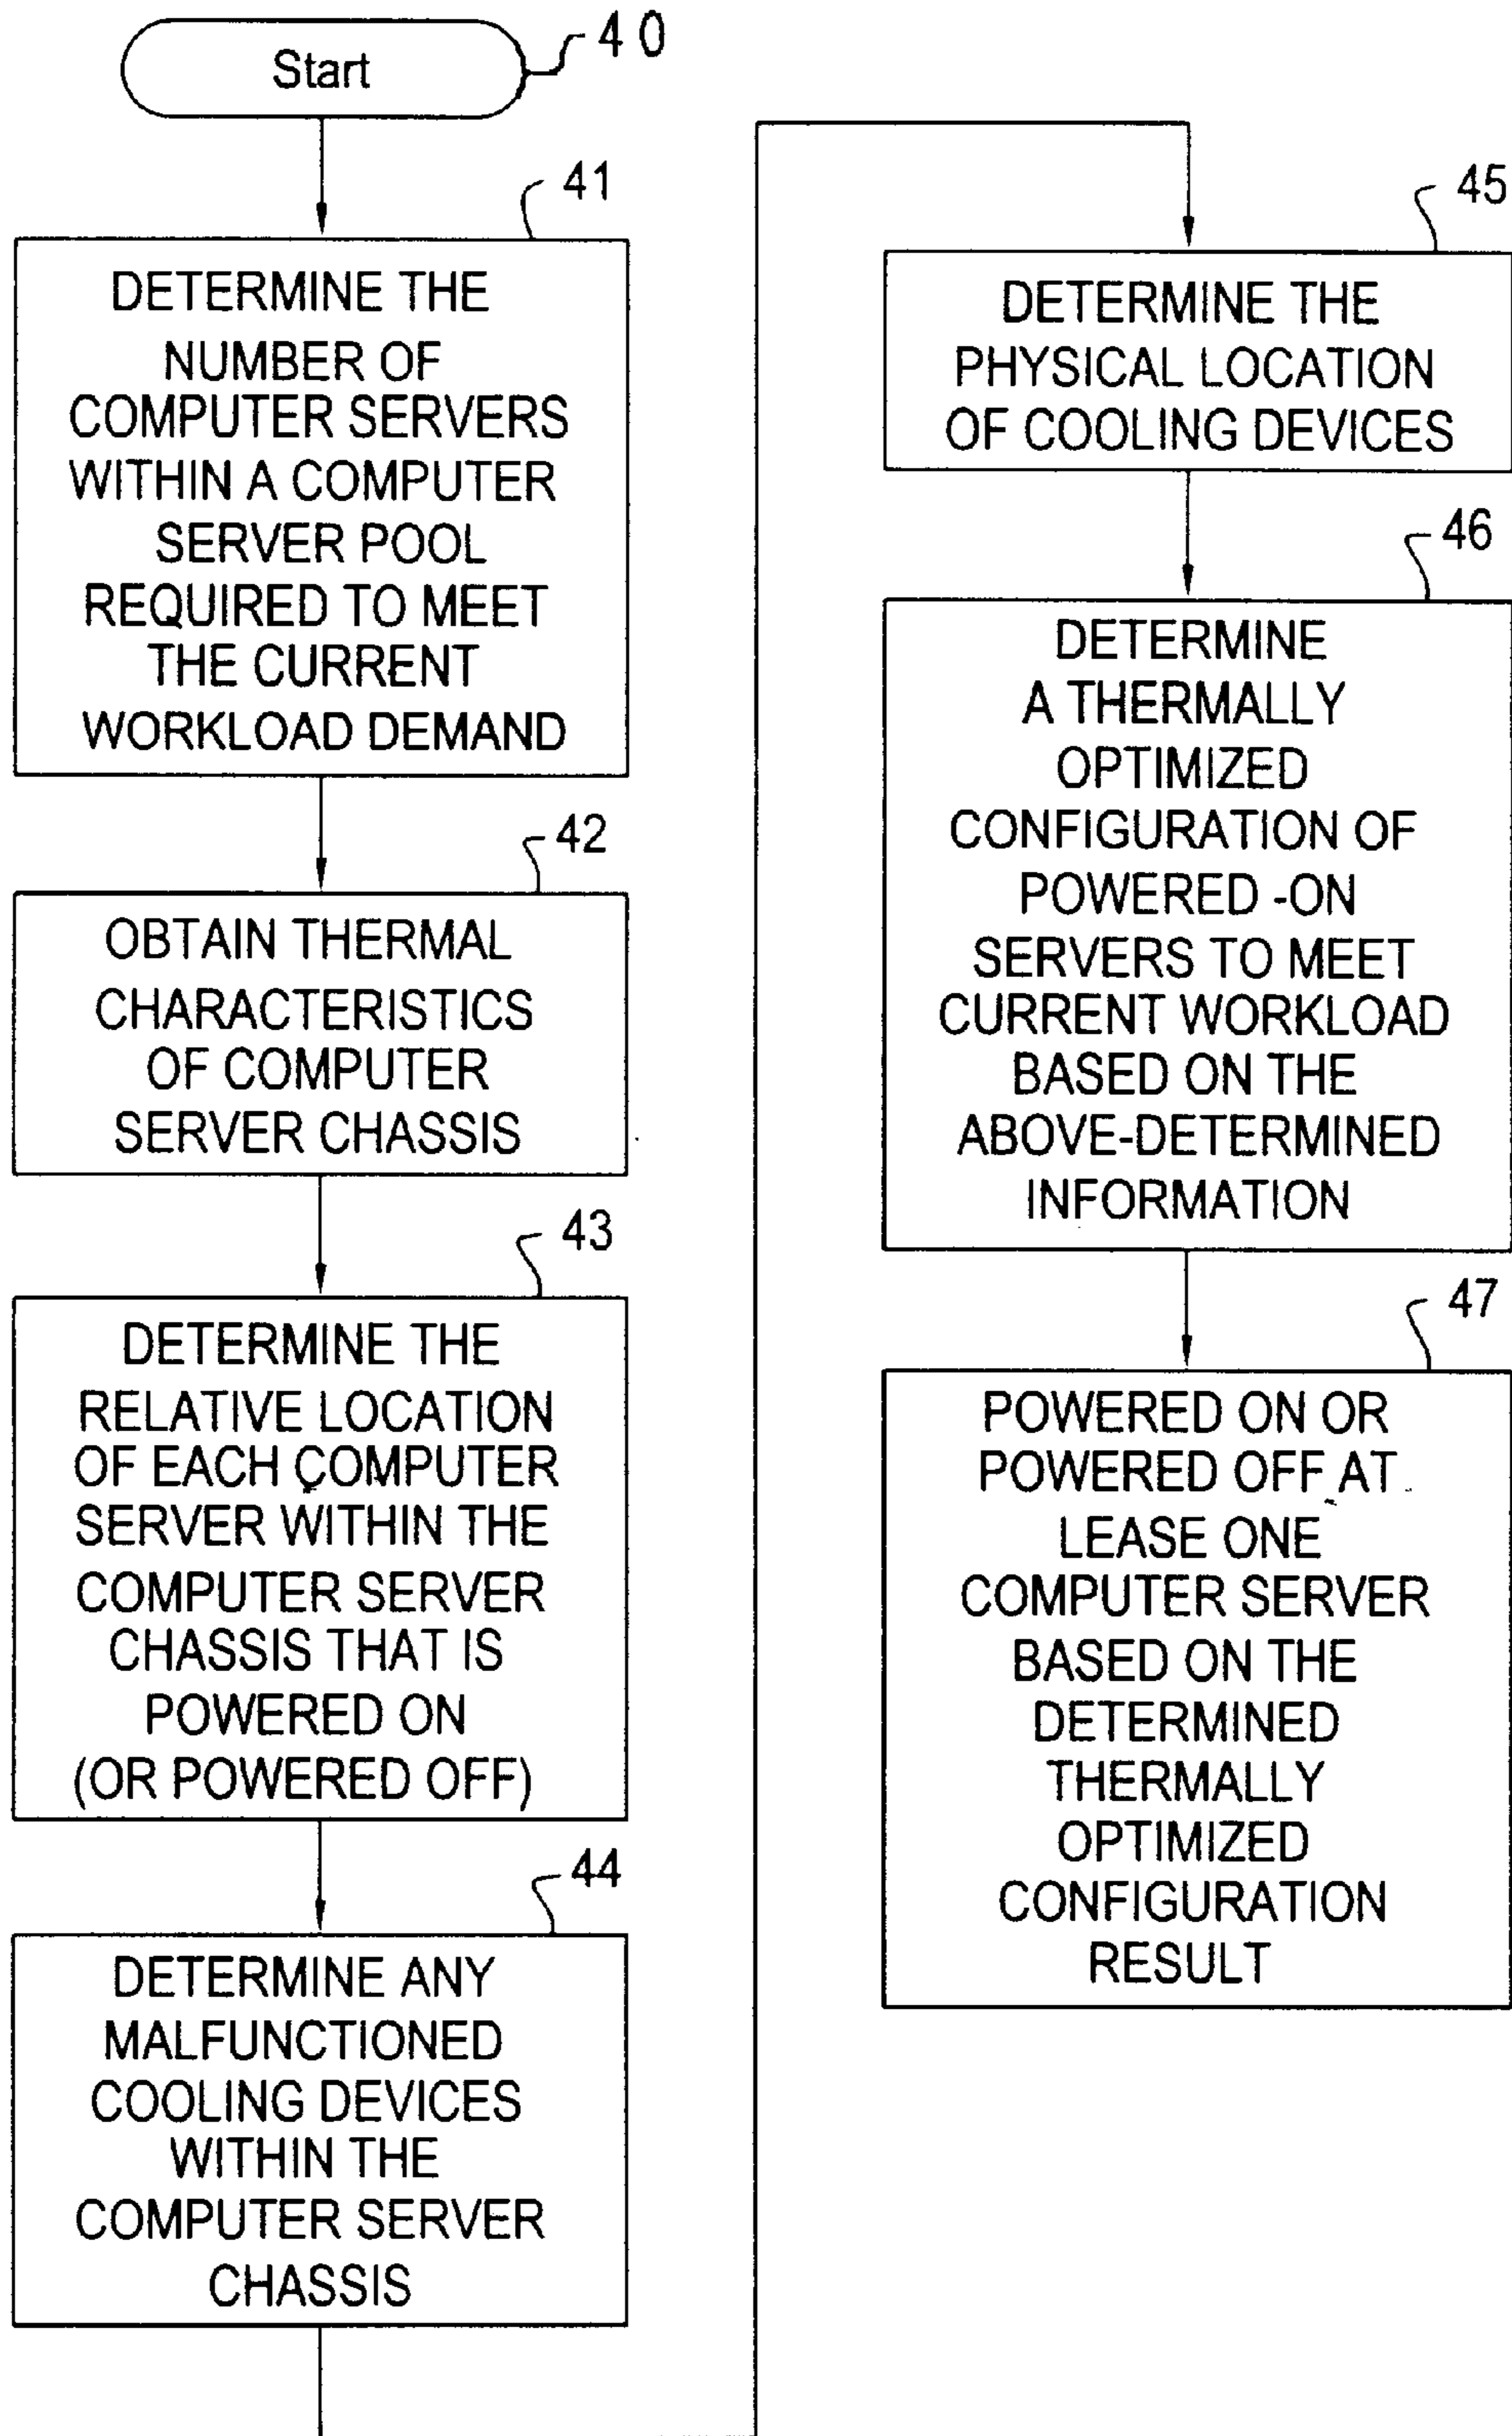 Start
40
41
DETERMINE THE
NUMBER OF
COMPUTER SERVERS
WITHIN A COMPUTER
SERVER POOL
REQUIRED TO MEET
THE CURRENT
WORKLOAD DEMAND
42
OBTAIN THERMAL
CHARACTERISTICS
OF COMPUTER
SERVER CHASSIS
43
DETERMINE THE
RELATIVE LOCATION
OF EACH COMPUTER
SERVER WITHIN THE
COMPUTER SERVER
CHASSIS THAT IS
POWERED ON
(OR POWERED OFF)
44
DETERMINE ANY
MALFUNCTIONED
COOLING DEVICES
WITHIN THE
COMPUTER SERVER
CHASSIS
45
DETERMINE THE
PHYSICAL LOCATION
OF COOLING DEVICES
46
DETERMINE
A THERMALLY
OPTIMIZED
CONFIGURATION OF
POWERED -ON
SERVERS TO MEET
CURRENT WORKLOAD
BASED ON THE
ABOVE-DETERMINED
INFORMATION
47
POWERED ON OR
POWERED OFF AT
LEASE ONE
COMPUTER SERVER
BASED ON THE
DETERMINED
THERMALLY
OPTIMIZED
CONFIGURATION
RESULT